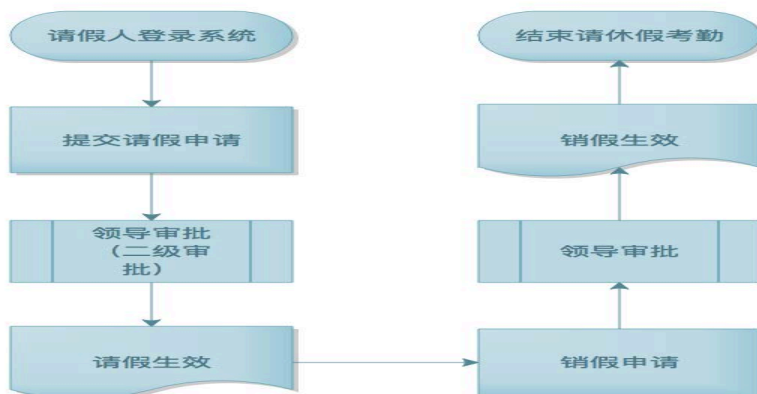 请假人登录系统
提交请假申请
领导审批
（二级审
批）
请假生效
结束请休假考勤
销假生效
领导审批
销假申请